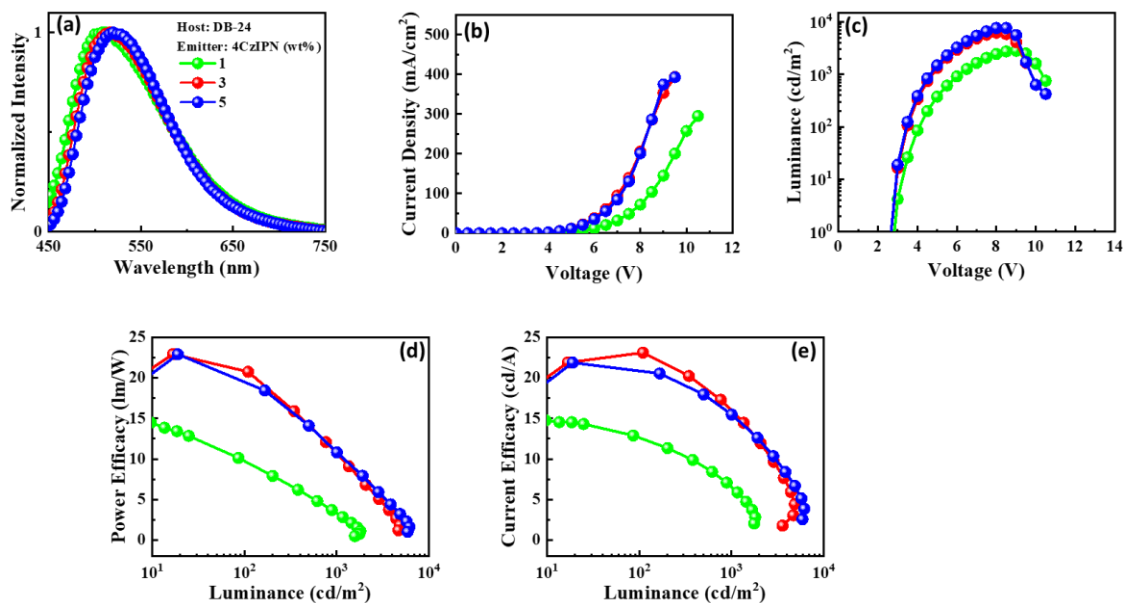 (a)
Host: DB-24
Emitter: 4CzIPN (wt%)
1
3
5
1
0
Normalized Intensity
450 550 650 750
Wavelength (nm)
(b)
500
400
300
200
100
0
Current Density (mA/cm²)
0 2 4 6 8 10 12
Voltage (V)
(c)
10⁴
10³
10²
10¹
10⁰
Luminance (cd/m²)
0 2 4 6 8 10 12 14
Voltage (V)
(d)
25
20
15
10
5
0
Power Efficacy (lm/W)
10¹ 10² 10³ 10⁴
Luminance (cd/m²)
(e)
25
20
15
10
5
0
Current Efficacy (cd/A)
10¹ 10² 10³ 10⁴
Luminance (cd/m²)